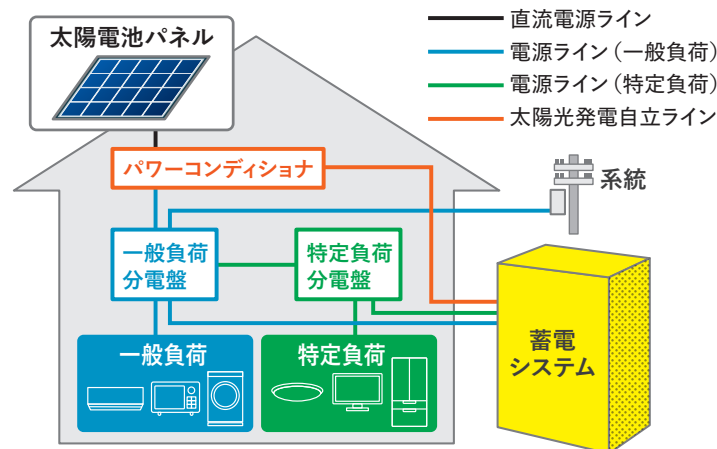 太陽電池パネル
直流電源ライン
電源ライン（一般負荷）
電源ライン（特定負荷）
太陽光発電自立ライン
パワーコンディショナ
系統
一般負荷
分電盤
特定負荷
分電盤
一般負荷
特定負荷
蓄電
システム